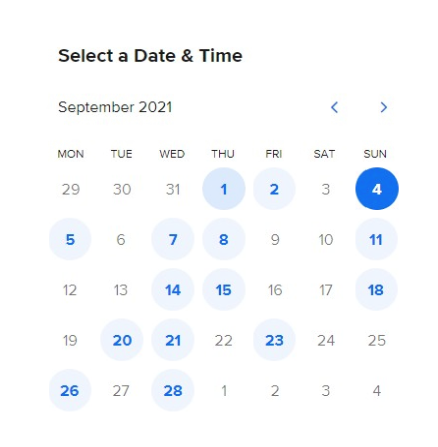 Select a Date & Time
September 2021
MON TUE WED THU FRI SAT SUN
29 30 31 1 2 3 4
5 6 7 8 9 10 11
12 13 14 15 16 17 18
19 20 21 22 23 24 25
26 27 28 1 2 3 4